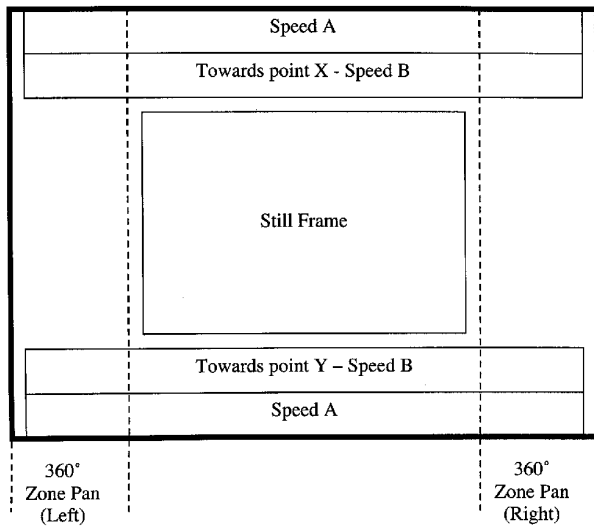 Speed A
Towards point X - Speed B
Still Frame
Towards point Y – Speed B
Speed A
360°
Zone Pan
(Left)
360°
Zone Pan
(Right)